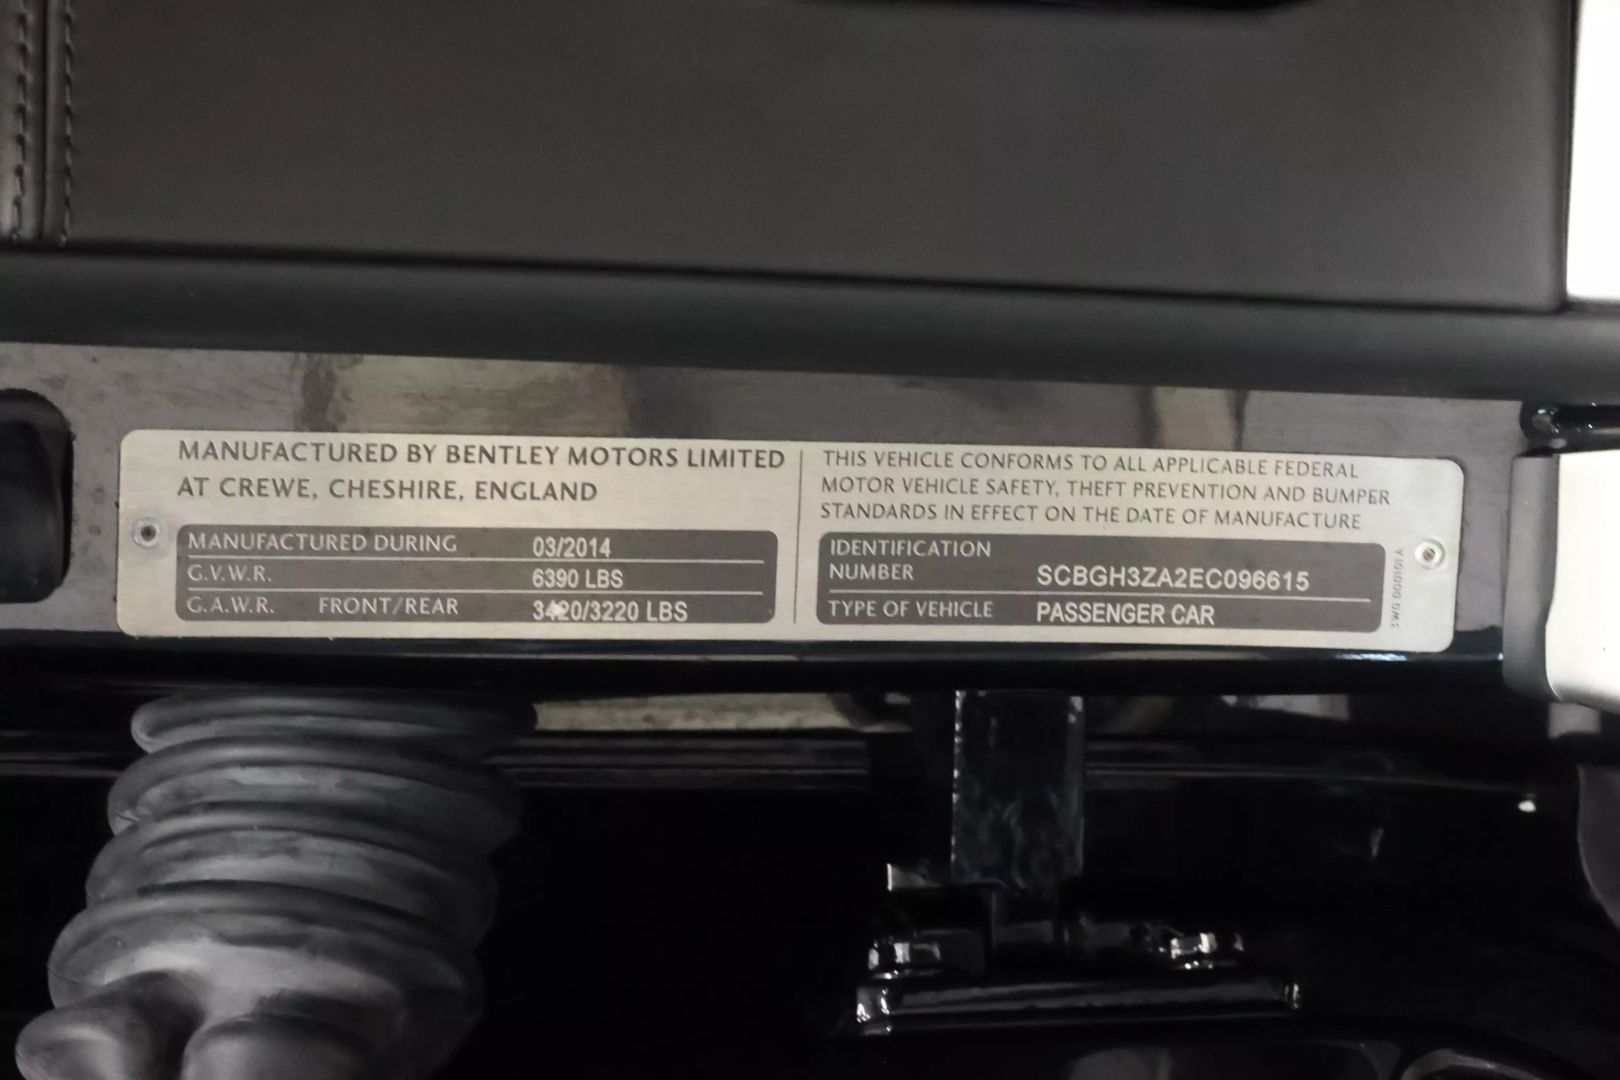 MANUFACTURED BY BENTLEY MOTORS LIMITED
AT CREWE, CHESHIRE, ENGLAND
MANUFACTURED DURING 03/2014
G.V.W.R. 6390 LBS
G.A.W.R. FRONT/REAR 3420/3220 LBS
THIS VEHICLE CONFORMS TO ALL APPLICABLE FEDERAL
MOTOR VEHICLE SAFETY, THEFT PREVENTION AND BUMPER
STANDARDS IN EFFECT ON THE DATE OF MANUFACTURE
IDENTIFICATION
NUMBER SCBGH3ZA2EC096615
TYPE OF VEHICLE PASSENGER CAR